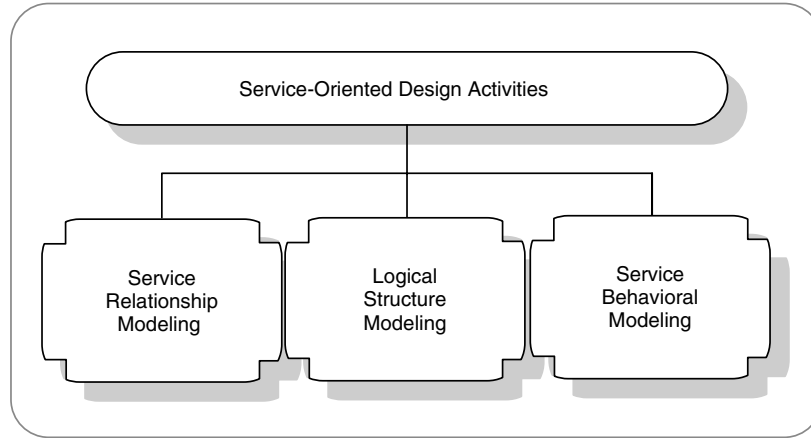 Service-Oriented Design Activities
Service
Relationship
Modeling
Logical
Structure
Modeling
Service
Behavioral
Modeling